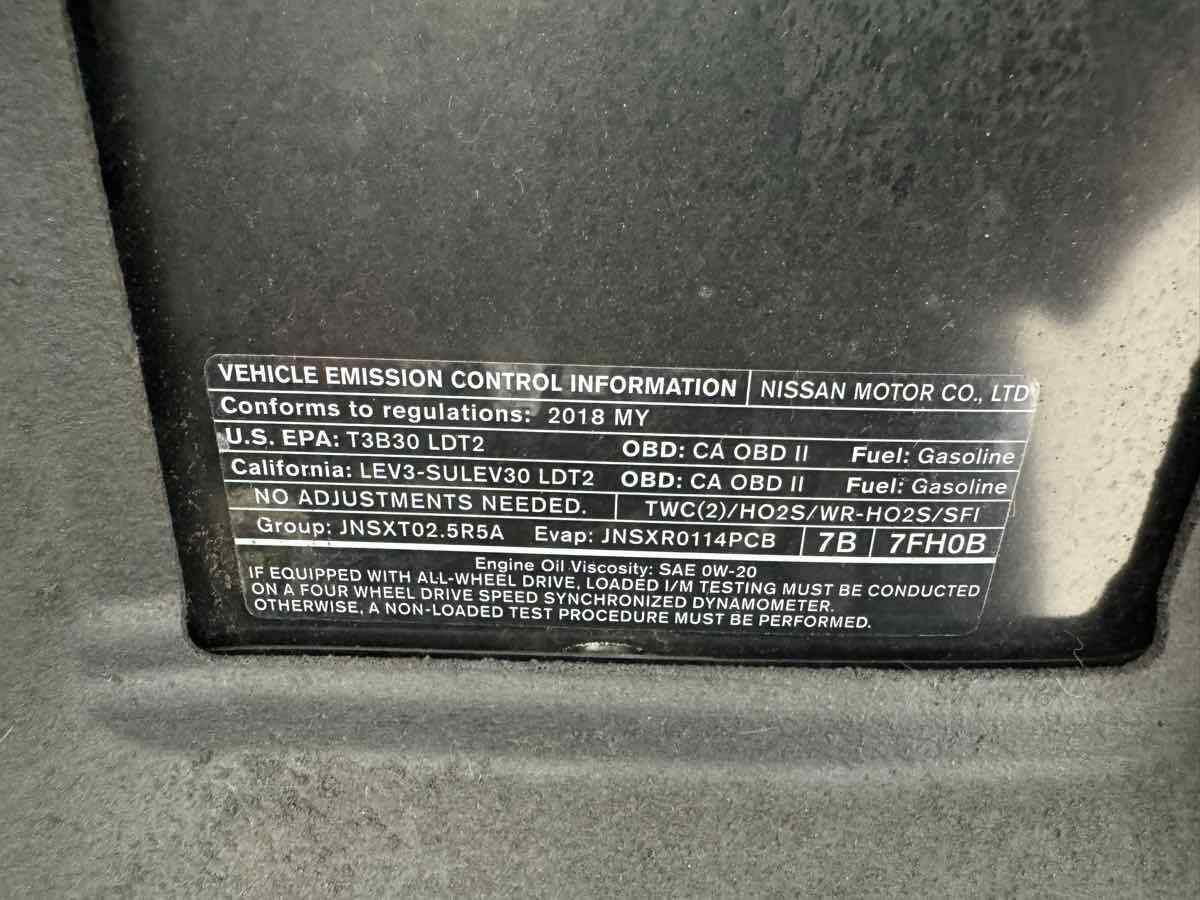 VEHICLE EMISSION CONTROL INFORMATION NISSAN MOTOR CO., LTD
Conforms to regulations: 2018 MY
U.S. EPA: T3B30 LDT2 OBD: CA OBD II Fuel: Gasoline
California: LEV3-SULEV30 LDT2 OBD: CA OBD II Fuel: Gasoline
NO ADJUSTMENTS NEEDED. TWC(2)/HO2S/WR-HO2S/SFI
Group: JNSXT02.5R5A Evap: JNSXR0114PCB 7B 7FH0B
Engine Oil Viscosity: SAE 0W-20
IF EQUIPPED WITH ALL-WHEEL DRIVE, LOADED I/M TESTING MUST BE CONDUCTED
ON A FOUR WHEEL DRIVE SPEED SYNCHRONIZED DYNAMOMETER.
OTHERWISE, A NON-LOADED TEST PROCEDURE MUST BE PERFORMED.